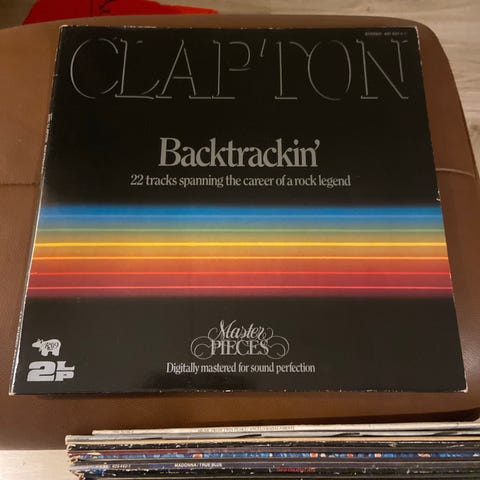 CLAPTON
Backtrackin'
22 tracks spanning the career of a rock legend
Master
PIECES
Digitally mastered for sound perfection
RSO
2LP
MADONNA/TRUE BLUE